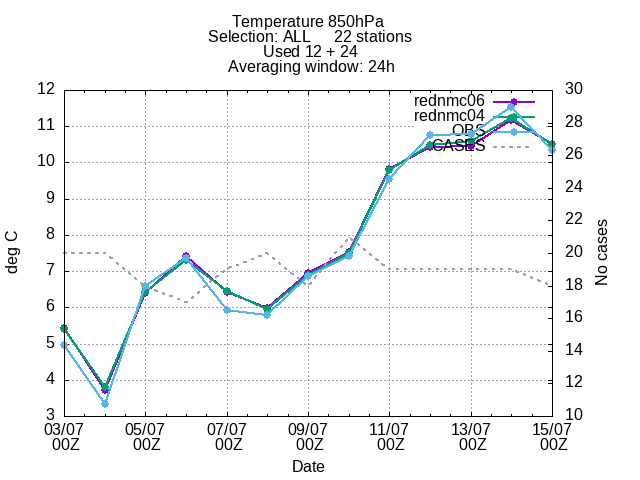 Temperature 850hPa
Selection: ALL 22 stations
Used 12 + 24
Averaging window: 24h
rednmc06
rednmc04
OBS
CASES
12
11
10
9
8
7
6
5
4
3
deg C
30
28
26
24
22
20
18
16
14
12
10
No cases
03/07 05/07 07/07 09/07 11/07 13/07 15/07
00Z 00Z 00Z 00Z 00Z 00Z 00Z
Date